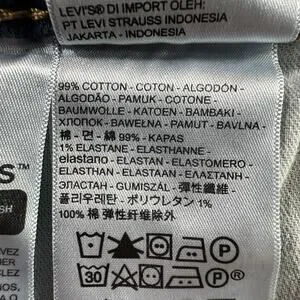 LEVI'S® DI IMPORT OLEH:
PT LEVI STRAUSS INDONESIA
JAKARTA - INDONESIA
99% COTTON - COTON - ALGODÓN -
ALGODÃO - PAMUK - COTONE -
BAUMWOLLE - KATOEN - BAMBAKI -
ХЛОПОК - BAWEŁNA - PAMUT - BAVLNA -
棉 - 면 - 綿 99% - KAPAS
1% ELASTANE - ELASTHANNE -
elastano - ELASTAN - ELASTOMERO -
ELASTHAN - ELASTAAN - ΕΛΑΣΤΑΝΗ -
ЭЛАСТАН - GUMISZÁL - 彈性纖維 -
폴리우레탄 - ポリウレタン 1%
100% 棉 弹性纤维除外
30
P